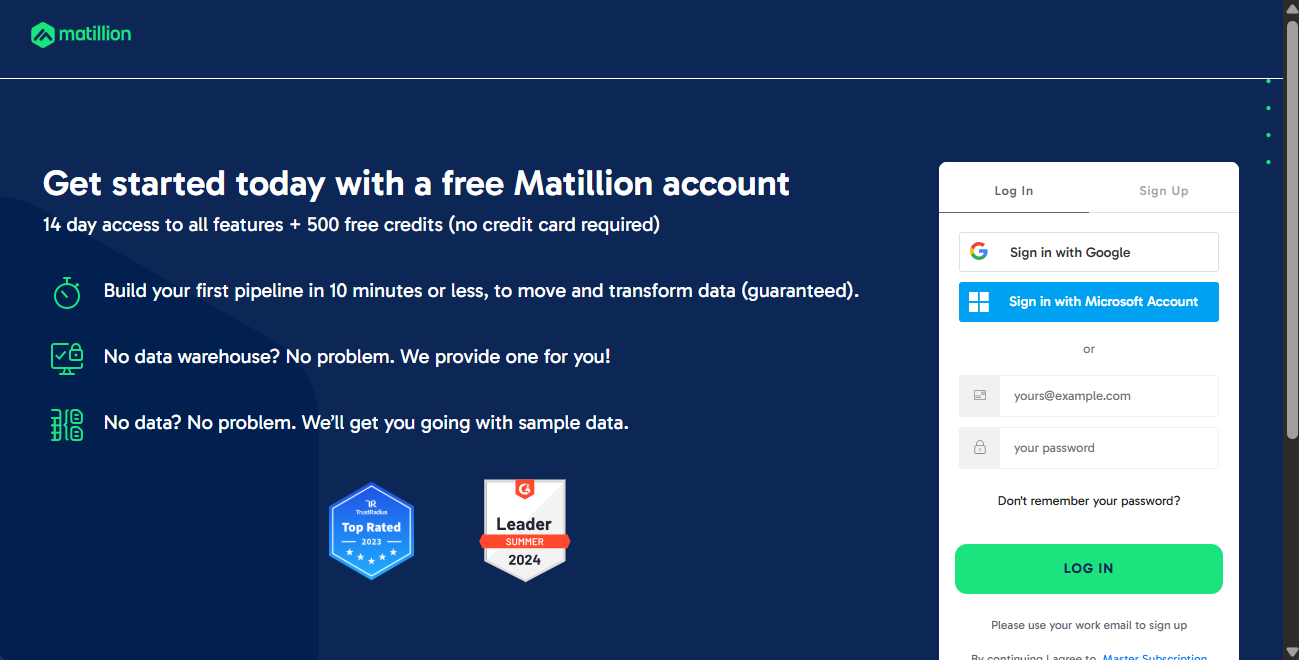 matillion
Get started today with a free Matillion account
14 day access to all features + 500 free credits (no credit card required)
Build your first pipeline in 10 minutes or less, to move and transform data (guaranteed).
No data warehouse? No problem. We provide one for you!
No data? No problem. We’ll get you going with sample data.
TR
TrustRadius
Top Rated
2023
G
Leader
SUMMER
2024
Log In
Sign Up
Sign in with Google
Sign in with Microsoft Account
or
yours@example.com
your password
Don't remember your password?
LOG IN
Please use your work email to sign up
By continuing I agree to Master Subscription